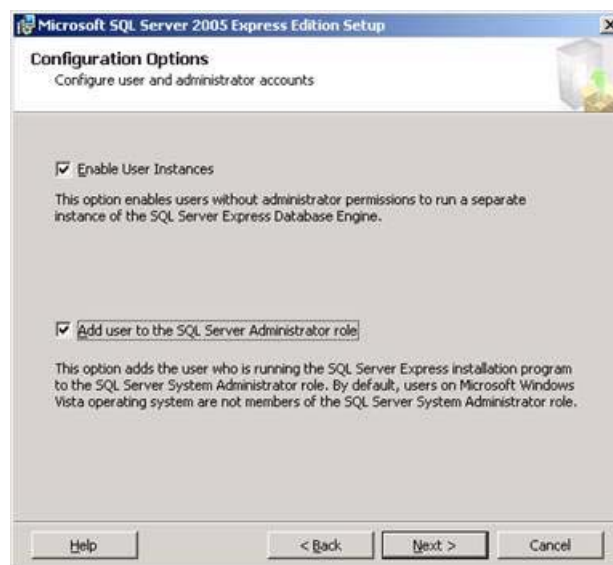 Microsoft SQL Server 2005 Express Edition Setup
Configuration Options
Configure user and administrator accounts
Enable User Instances
This option enables users without administrator permissions to run a separate
instance of the SQL Server Express Database Engine.
Add user to the SQL Server Administrator role
This option adds the user who is running the SQL Server Express installation program
to the SQL Server System Administrator role. By default, users on Microsoft Windows
Vista operating system are not members of the SQL Server System Administrator role.
Help
< Back
Next >
Cancel